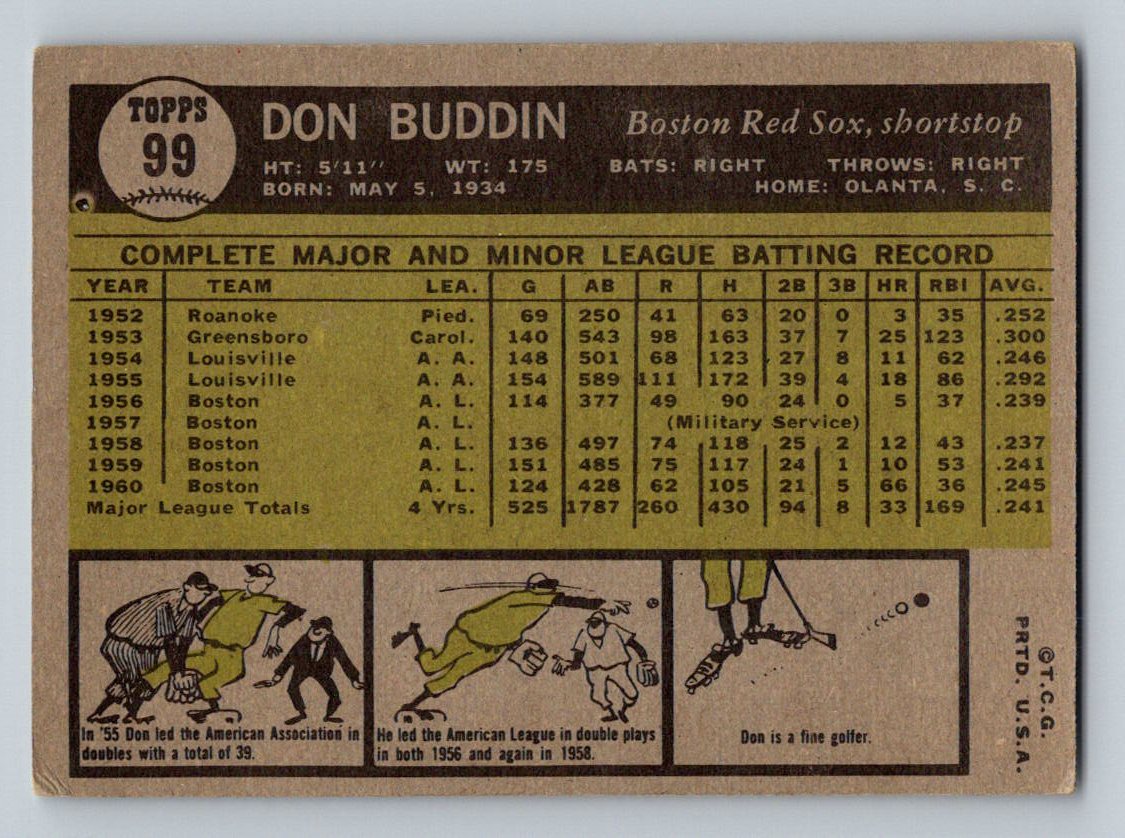 TOPPS
99
DON BUDDIN Boston Red Sox, shortstop
HT: 5'11" WT: 175 BATS: RIGHT THROWS: RIGHT
BORN: MAY 5, 1934 HOME: OLANTA, S. C.
COMPLETE MAJOR AND MINOR LEAGUE BATTING RECORD
YEAR TEAM LEA. G AB R H 2B 3B HR RBI AVG.
1952 Roanoke Pied. 69 250 41 63 20 0 3 35 .252
1953 Greensboro Carol. 140 543 98 163 37 7 25 123 .300
1954 Louisville A. A. 148 501 68 123 27 8 11 62 .246
1955 Louisville A. A. 154 589 111 172 39 4 18 86 .292
1956 Boston A. L. 114 377 49 90 24 0 5 37 .239
1957 Boston A. L. (Military Service)
1958 Boston A. L. 136 497 74 118 25 2 12 43 .237
1959 Boston A. L. 151 485 75 117 24 1 10 53 .241
1960 Boston A. L. 124 428 62 105 21 5 66 36 .245
Major League Totals 4 Yrs. 525 1787 260 430 94 8 33 169 .241
In '55 Don led the American Association in
doubles with a total of 39.
He led the American League in double plays
in both 1956 and again in 1958.
Don is a fine golfer.
©T.C.G.
PRTD. U.S.A.